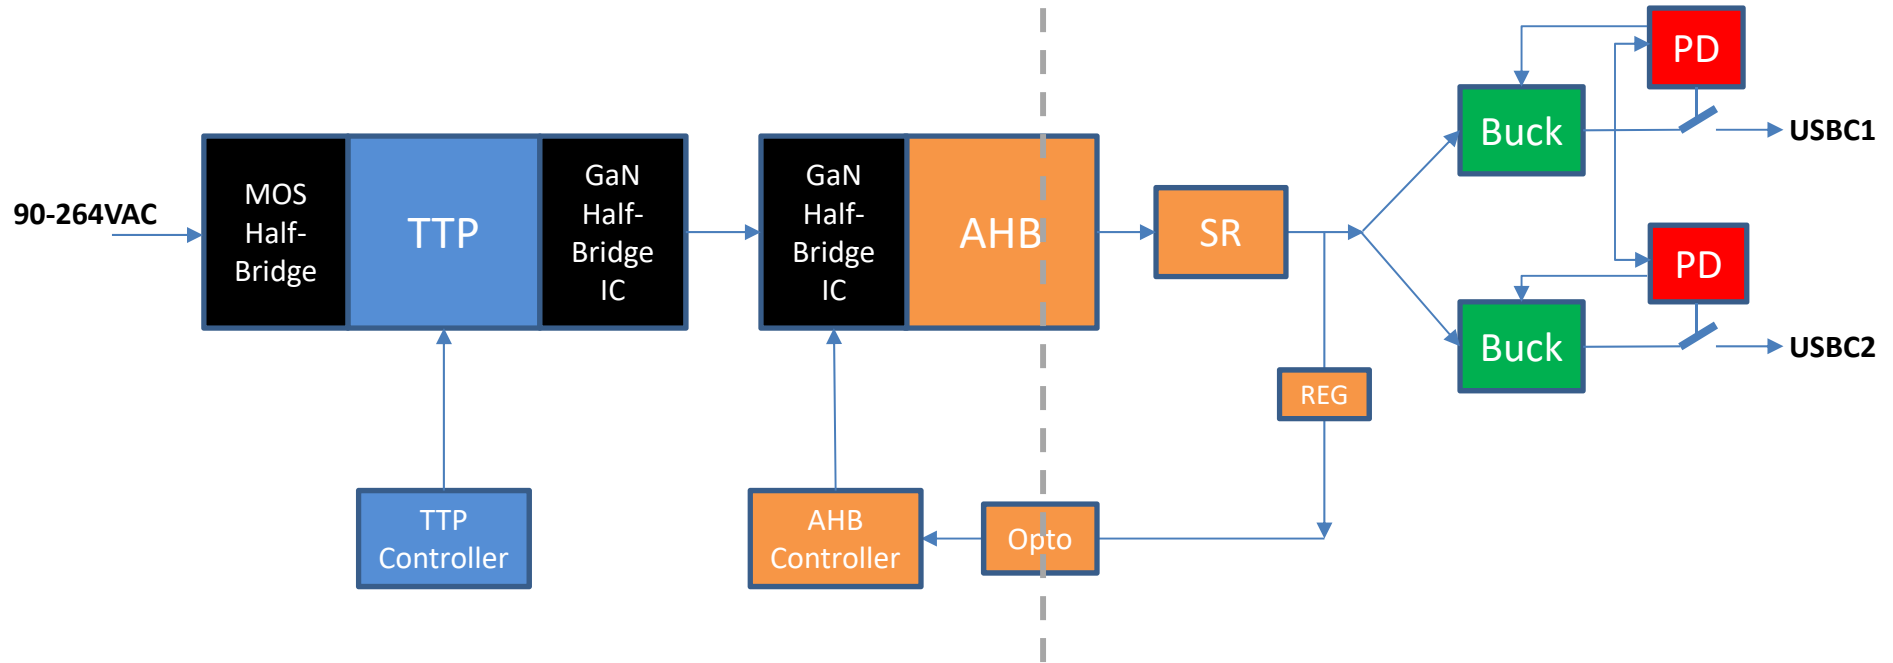 90-264VAC
MOS
Half-
Bridge
TTP
GaN
Half-
Bridge
IC
GaN
Half-
Bridge
IC
AHB
SR
Buck
PD
USBC1
Buck
PD
USBC2
REG
TTP
Controller
AHB
Controller
Opto